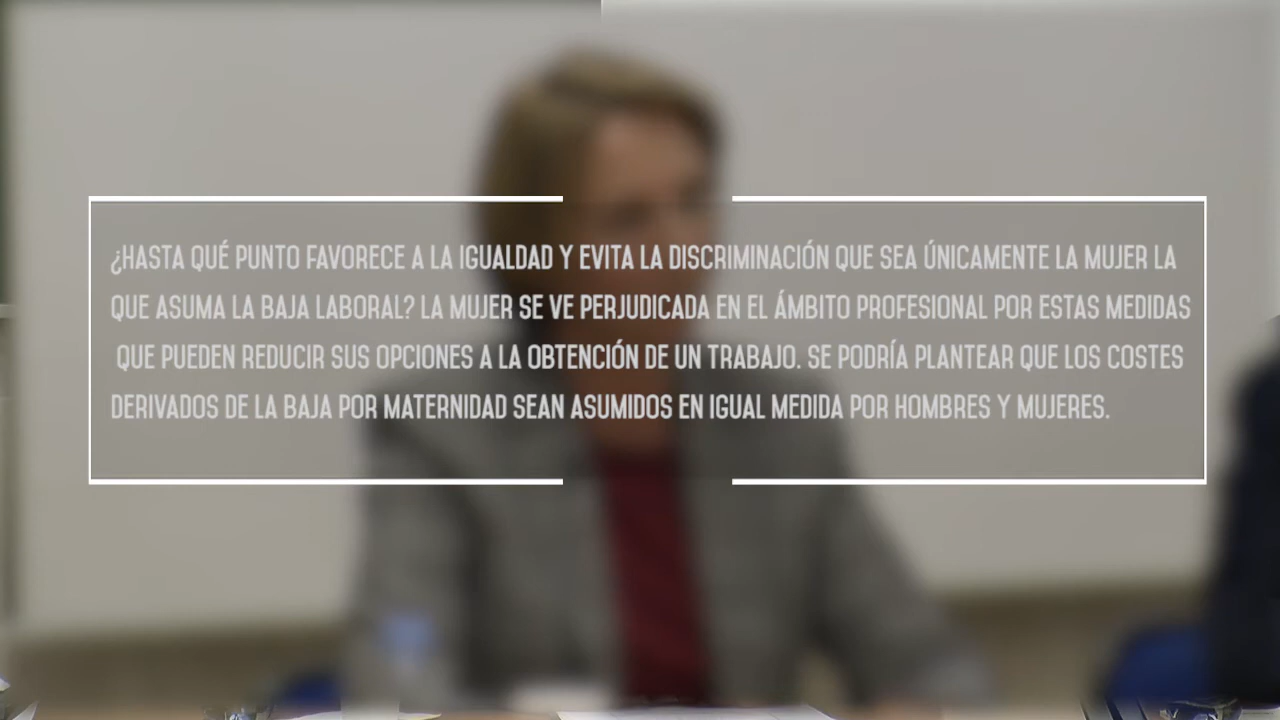 ¿HASTA QUÉ PUNTO FAVORECE A LA IGUALDAD Y EVITA LA DISCRIMINACIÓN QUE SEA ÚNICAMENTE LA MUJER LA
QUE ASUMA LA BAJA LABORAL? LA MUJER SE VE PERJUDICADA EN EL ÁMBITO PROFESIONAL POR ESTAS MEDIDAS
QUE PUEDEN REDUCIR SUS OPCIONES A LA OBTENCIÓN DE UN TRABAJO. SE PODRÍA PLANTEAR QUE LOS COSTES
DERIVADOS DE LA BAJA POR MATERNIDAD SEAN ASUMIDOS EN IGUAL MEDIDA POR HOMBRES Y MUJERES.